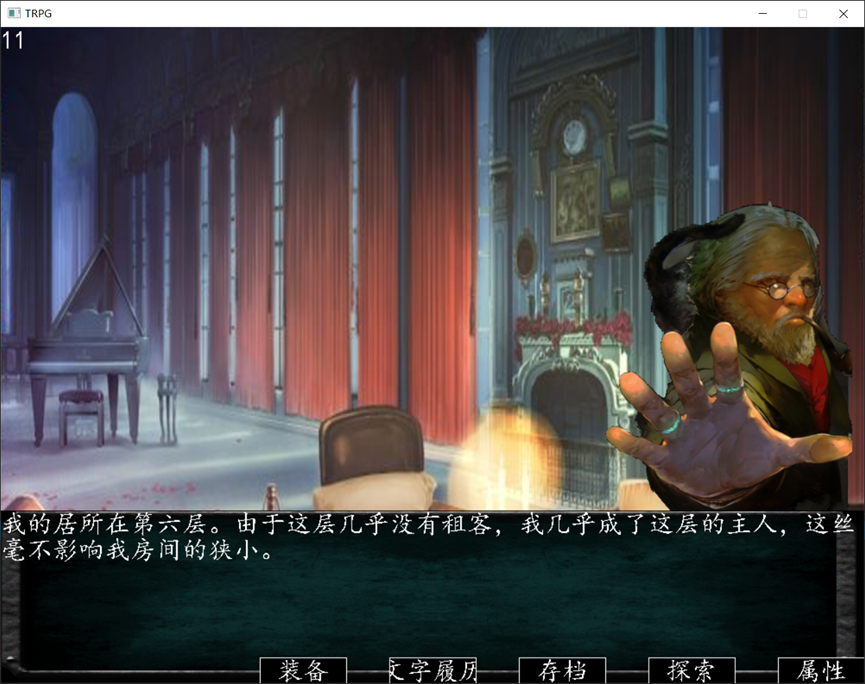 TRPG
11
我的居所在第六层。由于这层几乎没有租客，我几乎成了这层的主人，这丝
毫不影响我房间的狭小。
装备 文字履历 存档 探索 属性